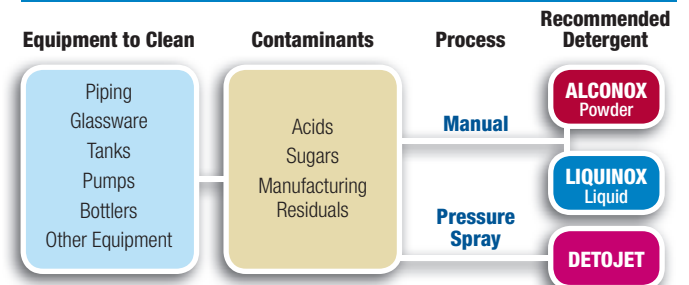 Equipment to Clean
Contaminants
Process
Recommended
Detergent
Piping
Glassware
Tanks
Pumps
Bottlers
Other Equipment
Acids
Sugars
Manufacturing
Residuals
Manual
Pressure
Spray
ALCONOX
Powder
LIQUINOX
Liquid
DETOJET